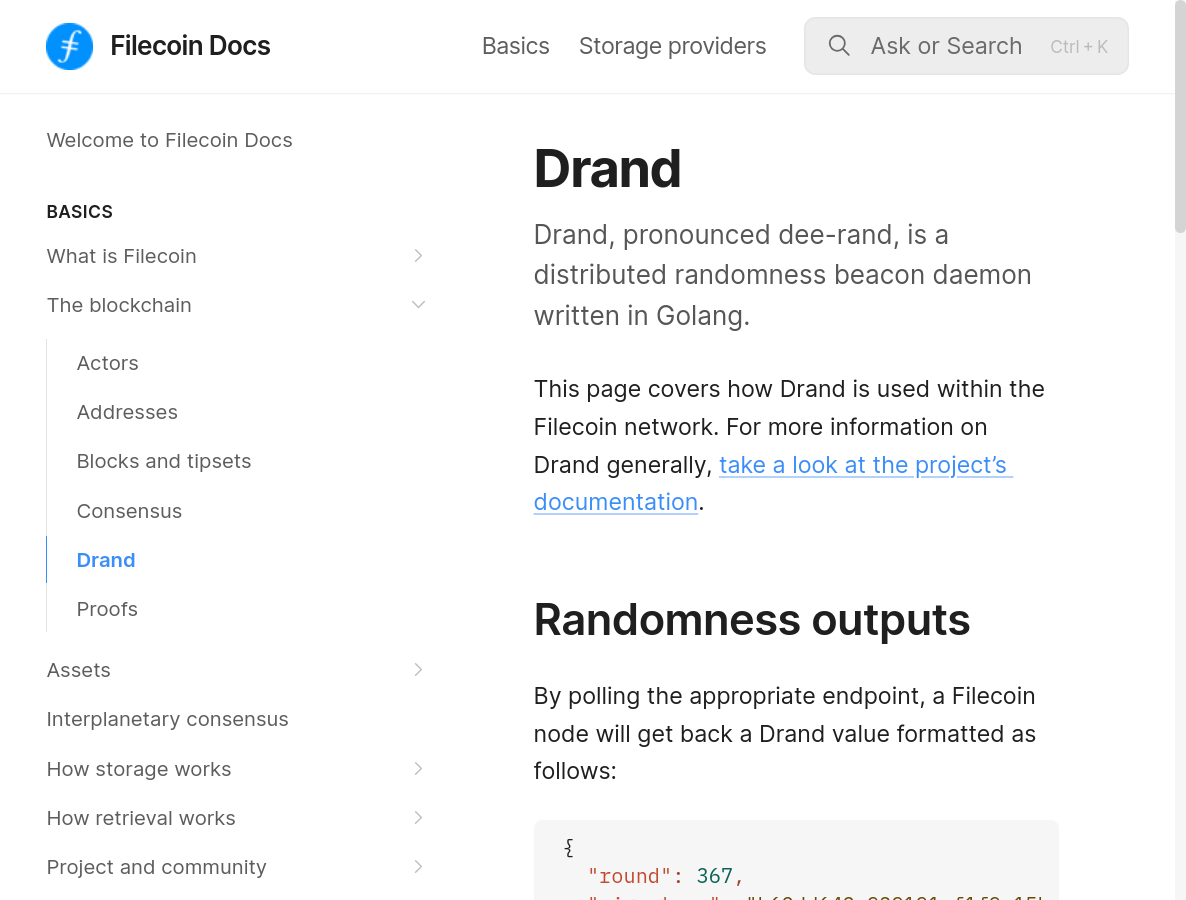 Filecoin Docs
Basics
Storage providers
Ask or Search
Ctrl + K
Welcome to Filecoin Docs
BASICS
What is Filecoin
The blockchain
Actors
Addresses
Blocks and tipsets
Consensus
Drand
Proofs
Assets
Interplanetary consensus
How storage works
How retrieval works
Project and community
Drand
Drand, pronounced dee-rand, is a
distributed randomness beacon daemon
written in Golang.
This page covers how Drand is used within the
Filecoin network. For more information on
Drand generally, take a look at the project’s
documentation.
Randomness outputs
By polling the appropriate endpoint, a Filecoin
node will get back a Drand value formatted as
follows:
{
"round": 367,